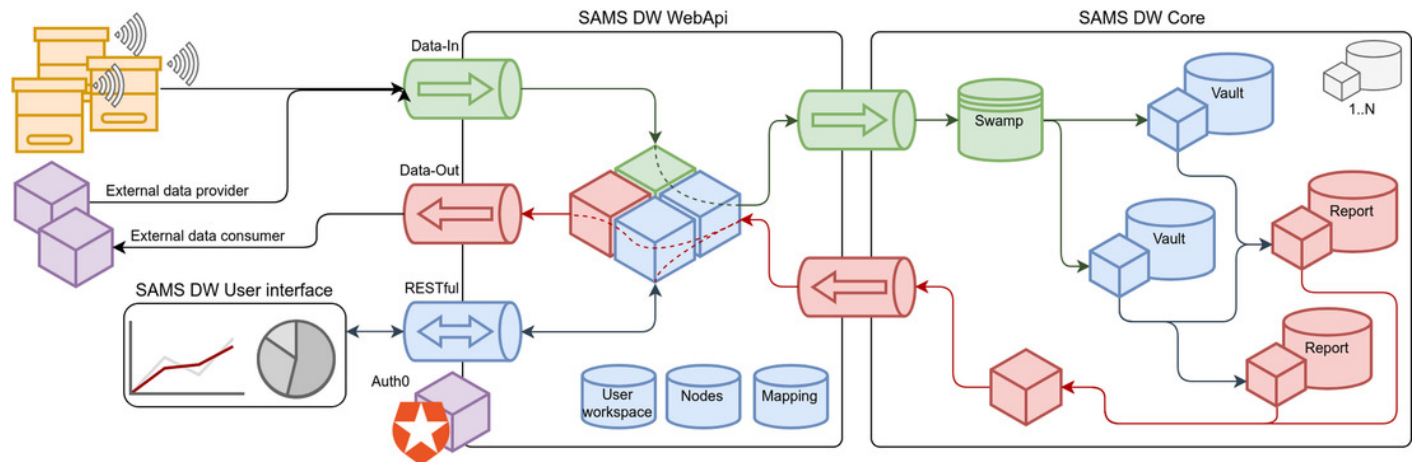 SAMS DW WebApi
SAMS DW Core
Data-In
Vault
1..N
Swamp
Data-Out
External data provider
Report
Vault
External data consumer
SAMS DW User interface
RESTful
Report
Auth0
User
workspace
Nodes
Mapping